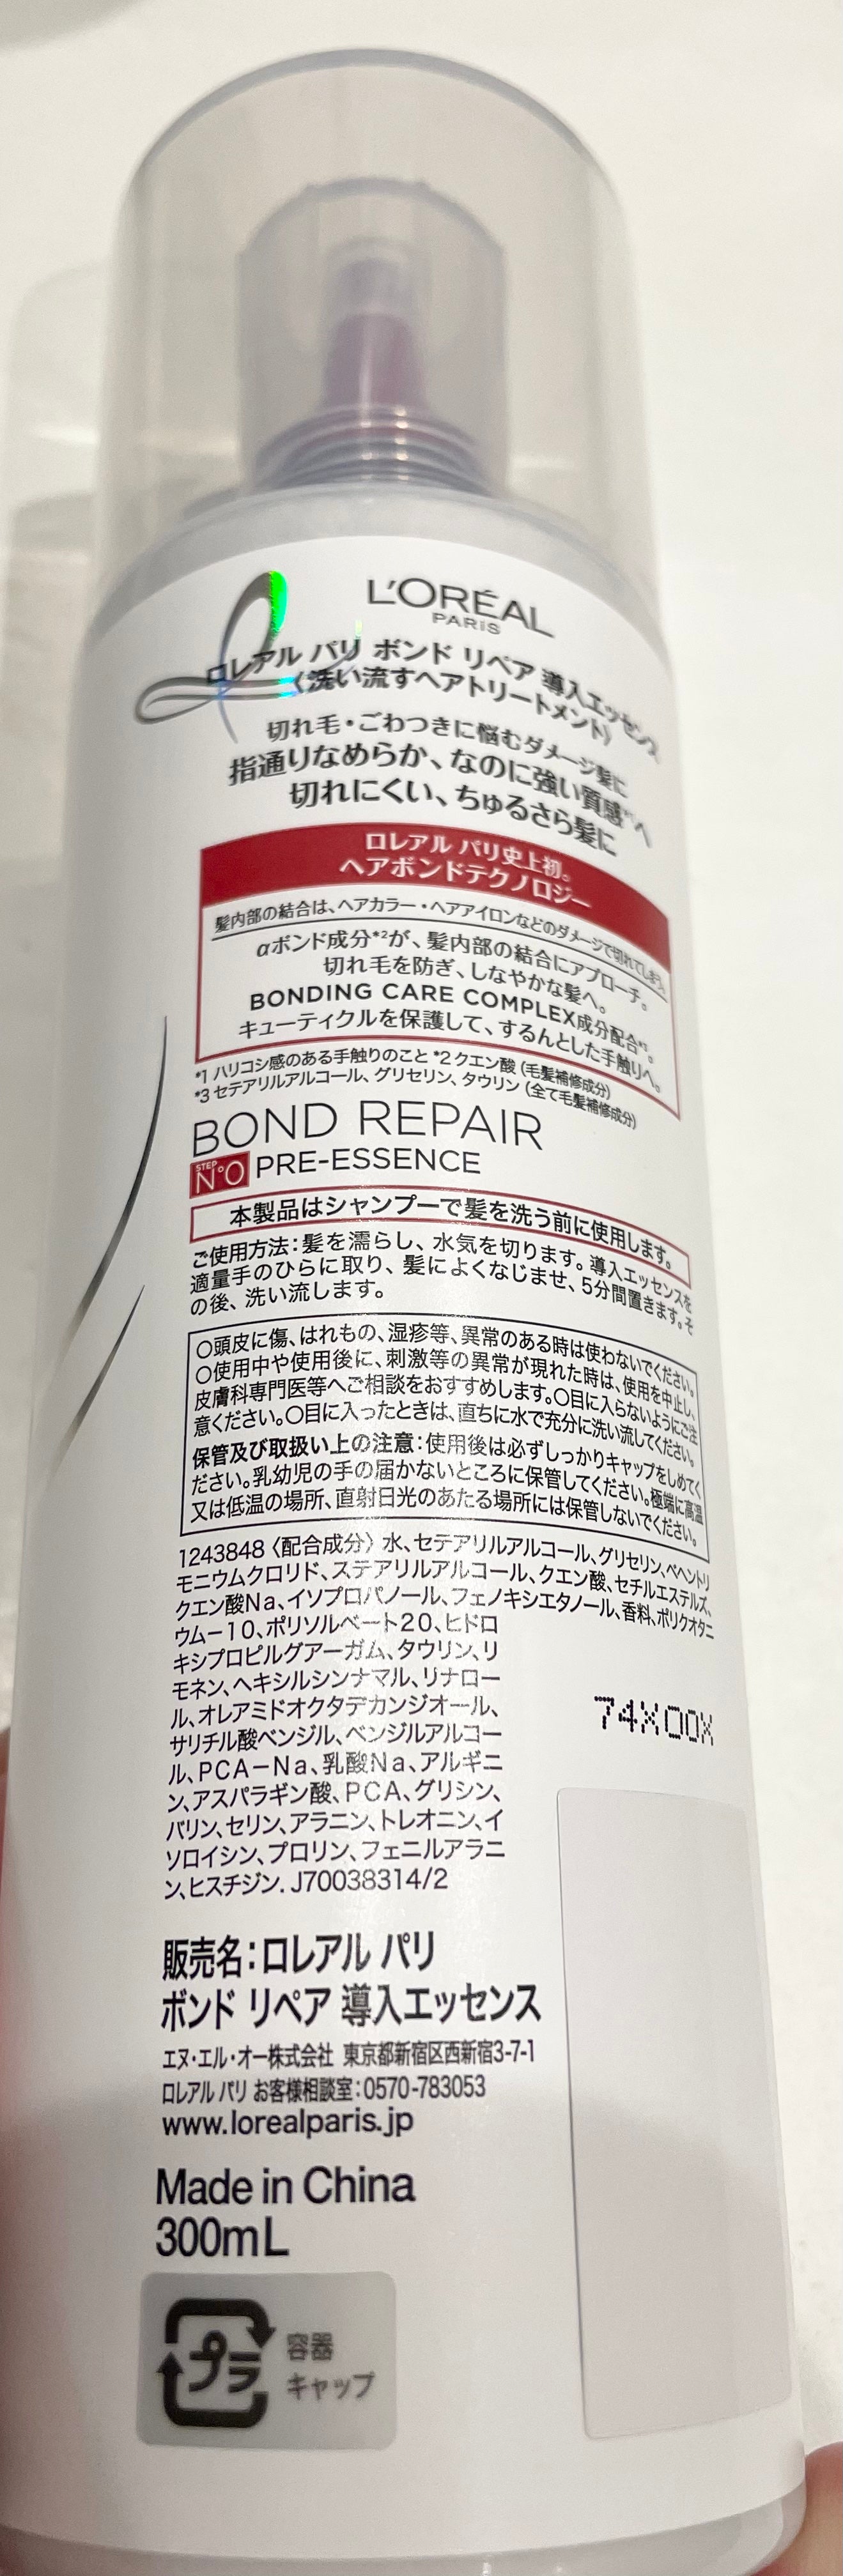 L'ORÉAL
PARIS
ロレアル パリ ボンド リペア 導入エッセンス
〈洗い流すヘアトリートメント〉
切れ毛・ごわつきに悩むダメージ髪に
指通りなめらか、なのに強い質感*1へ
切れにくい、ちゅるさら髪に
ロレアル パリ史上初。
ヘアボンドテクノロジー
髪内部の結合は、ヘアカラー・ヘアアイロンなどのダメージで切れてしまう。
αボンド成分*2が、髪内部の結合にアプローチ。
切れ毛を防ぎ、しなやかな髪へ。
BONDING CARE COMPLEX成分配合*3。
キューティクルを保護して、するんとした手触りへ。
*1 ハリコシ感のある手触りのこと *2 クエン酸 (毛髪補修成分)
*3 セテアリルアルコール、グリセリン、タウリン (全て毛髪補修成分)
BOND REPAIR
STEP N°0 PRE-ESSENCE
本製品はシャンプーで髪を洗う前に使用します。
ご使用方法：髪を濡らし、水気を切ります。導入エッセンスを
適量手のひらに取り、髪によくなじませ、5分間置きます。そ
の後、洗い流します。
○頭皮に傷、はれもの、湿疹等、異常のある時は使わないでください。
○使用中や使用後に、刺激等の異常が現れた時は、使用を中止し、
皮膚科専門医等へご相談をおすすめします。○目に入らないようにご注
意ください。○目に入ったときは、直ちに水で充分に洗い流してください。
保管及び取扱い上の注意：使用後は必ずしっかりキャップをしめてく
ださい。乳幼児の手の届かないところに保管してください。極端に高温
又は低温の場所、直射日光のあたる場所には保管しないでください。
1243848 〈配合成分〉 水、セテアリルアルコール、グリセリン、ベヘントリ
モニウムクロリド、ステアリルアルコール、クエン酸、セチルエステルズ、
クエン酸Na、イソプロパノール、フェノキシエタノール、香料、ポリクオタニ
ウム－10、ポリソルベート20、ヒドロ
キシプロピルグアーガム、タウリン、リ
モネン、ヘキシルシンナマル、リナロー
ル、オレアミドオクタデカンジオール、
サリチル酸ベンジル、ベンジルアルコー
ル、PCA－Na、乳酸Na、アルギニ
ン、アスパラギン酸、PCA、グリシン、
バリン、セリン、アラニン、トレオニン、イ
ソロイシン、プロリン、フェニルアラニ
ン、ヒスチジン. J70038314/2
74X00X
販売名：ロレアル パリ
ボンド リペア 導入エッセンス
エヌ・エル・オー株式会社 東京都新宿区西新宿3-7-1
ロレアル パリ お客様相談室：0570-783053
www.lorealparis.jp
Made in China
300mL
プラ
容器
キャップ